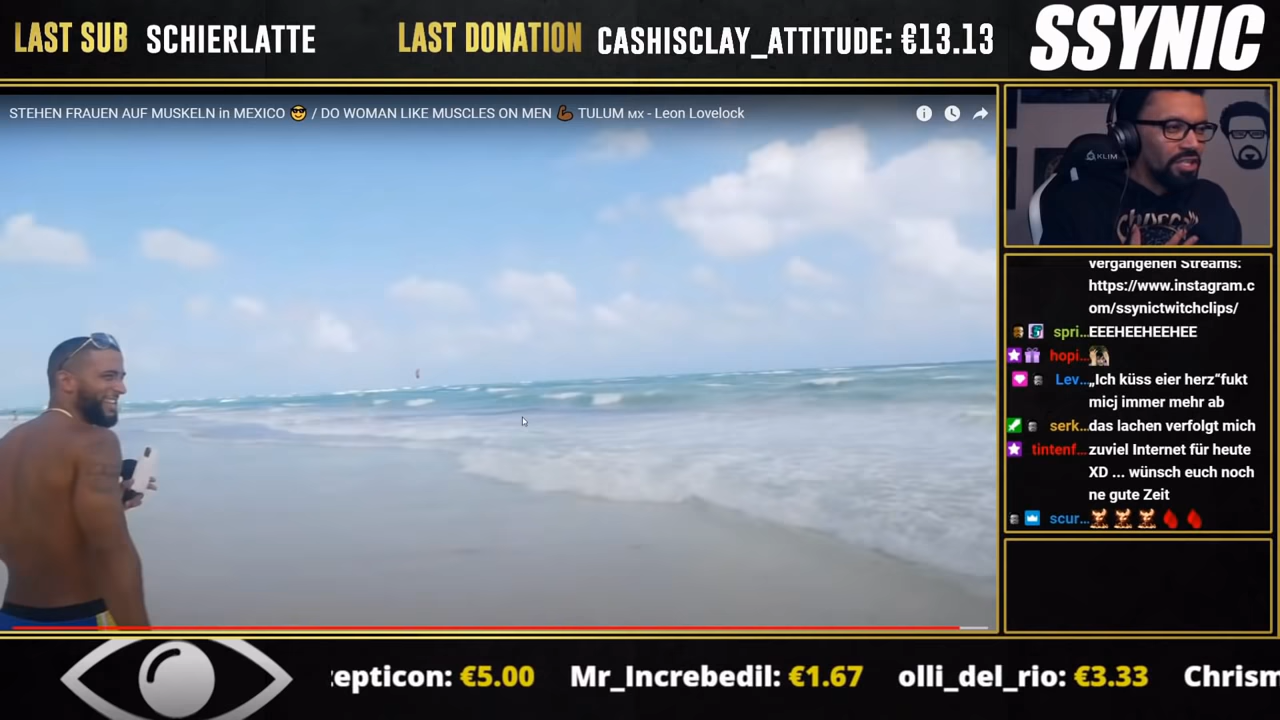 LAST SUB SCHIERLATTE LAST DONATION CASHISCLAY_ATTITUDE: €13.13 SSYNIC
STEHEN FRAUEN AUF MUSKELN in MEXICO 😎 / DO WOMAN LIKE MUSCLES ON MEN 💪🏾 TULUM MX - Leon Lovelock
KLIM
vergangenen Streams:
https://www.instagram.c
om/ssynictwitchclips/
spri... EEEHEEHEEHEE
hopi...
Lev... „Ich küss eier herz“fukt
micj immer mehr ab
serk... das lachen verfolgt mich
tintenf... zuviel Internet für heute
XD ... wünsch euch noch
ne gute Zeit
scur...
epticon: €5.00 Mr_Increbedil: €1.67 olli_del_rio: €3.33 Chrism